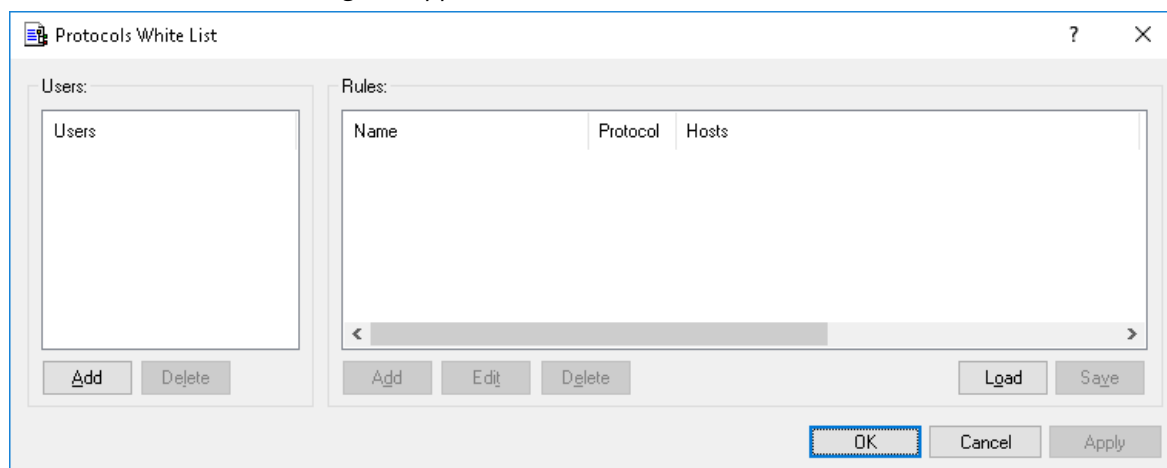 Protocols White List ?
Users: Rules:
Users Name Protocol Hosts
Add Delete Add Edit Delete Load Save
OK Cancel Apply